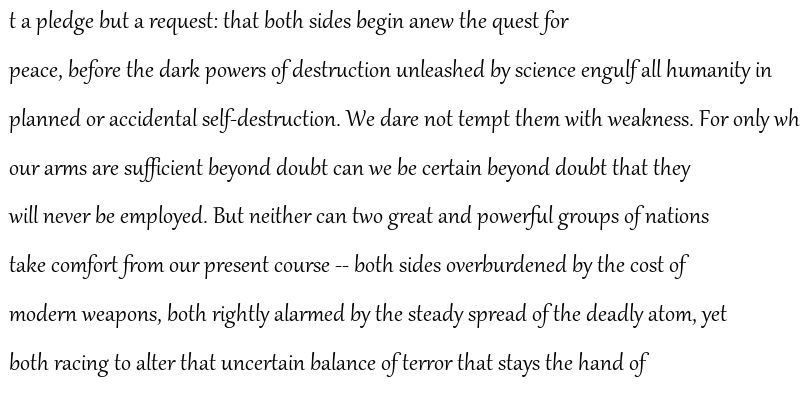 t a pledge but a request: that both sides begin anew the quest for
peace, before the dark powers of destruction unleashed by science engulf all humanity in
planned or accidental self-destruction. We dare not tempt them with weakness. For only wh
our arms are sufficient beyond doubt can we be certain beyond doubt that they
will never be employed. But neither can two great and powerful groups of nations
take comfort from our present course -- both sides overburdened by the cost of
modern weapons, both rightly alarmed by the steady spread of the deadly atom, yet
both racing to alter that uncertain balance of terror that stays the hand of